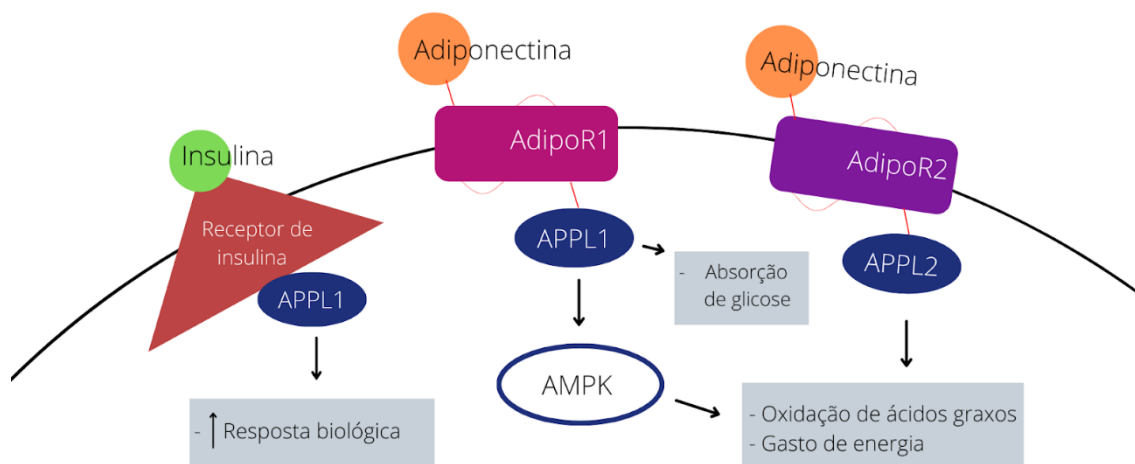 Adiponectina
Adiponectina
Insulina
AdipoR1
AdipoR2
Receptor de
insulina
APPL1
APPL1
APPL2
- Absorção
de glicose
AMPK
- ↑ Resposta biológica
- Oxidação de ácidos graxos
- Gasto de energia